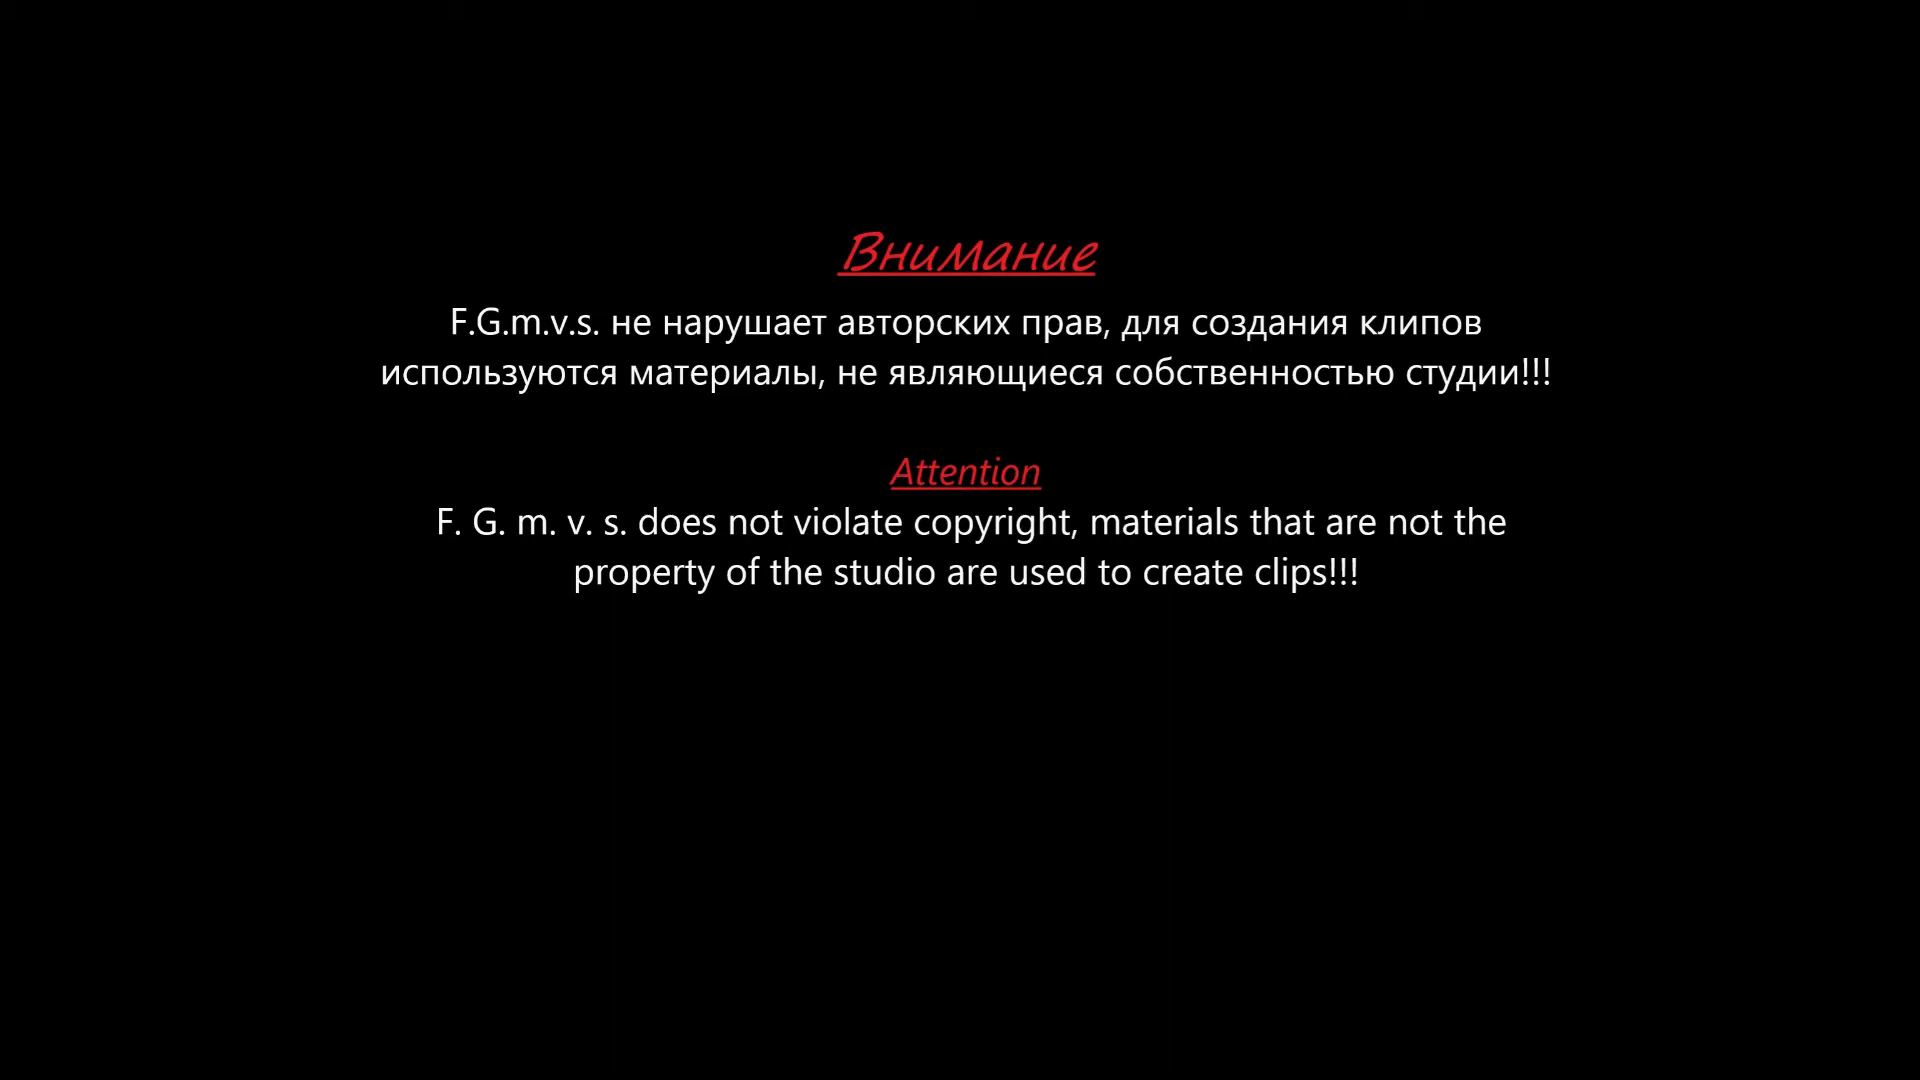 Внимание
F.G.m.v.s. не нарушает авторских прав, для создания клипов
используются материалы, не являющиеся собственностью студии!!!
Attention
F. G. m. v. s. does not violate copyright, materials that are not the
property of the studio are used to create clips!!!